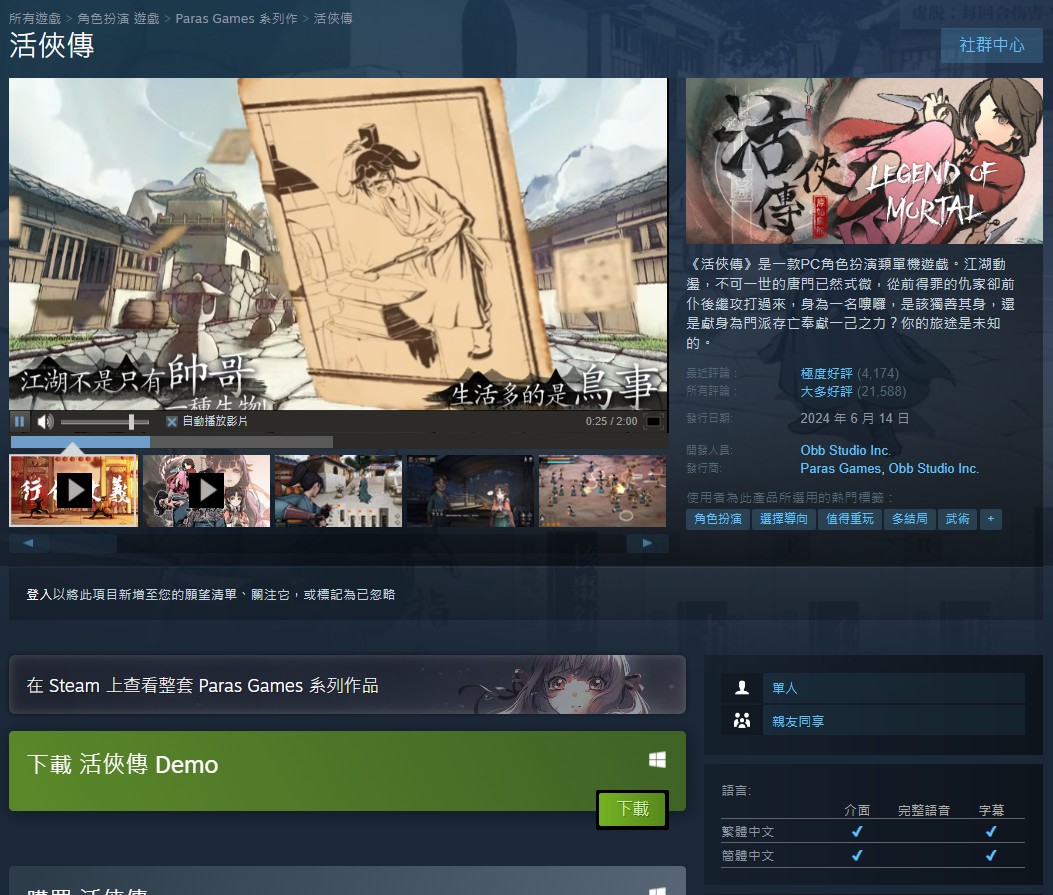 所有遊戲 > 角色扮演 遊戲 > Paras Games 系列作 > 活俠傳
活俠傳
社群中心
江湖不是只有帥哥
一種生物
生活多的是鳥事
自動播放影片
0:25 / 2:00
活俠傳
LEGEND OF
MORTAL
《活俠傳》是一款PC角色扮演類單機遊戲。江湖動
盪，不可一世的唐門已然式微，從前得罪的仇家卻前
仆後繼攻打過來，身為一名嘍囉，是該獨善其身，還
是獻身為門派存亡奉獻一己之力？你的旅途是未知
的。
最近評論： 極度好評 (4,174)
所有評論： 大多好評 (21,588)
發行日期: 2024 年 6 月 14 日
開發人員: Obb Studio Inc.
發行商: Paras Games, Obb Studio Inc.
使用者為此產品所選用的熱門標籤：
角色扮演 選擇導向 值得重玩 多結局 武術 +
登入以將此項目新增至您的願望清單、關注它，或標記為已忽略
在 Steam 上查看整套 Paras Games 系列作品
單人
親友同享
下載 活俠傳 Demo
下載
語言:
介面 完整語音 字幕
繁體中文 ✔ ✔
簡體中文 ✔ ✔
購買 活俠傳